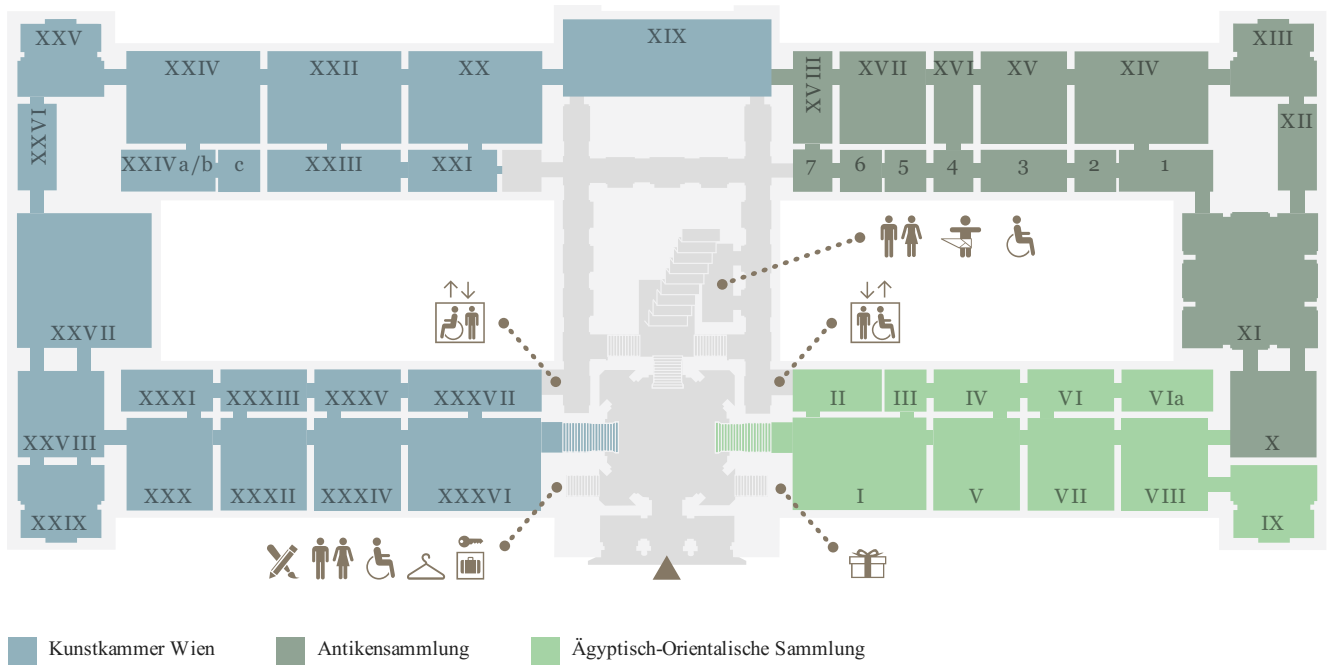 XXV
XXIV
XXII
XX
XIX
XVIII
XVII
XVI
XV
XIV
XIII
XXVI
XII
XXIVa/b
c
XXIII
XXI
7
6
5
4
3
2
1
XXVII
XI
XXXI
XXXIII
XXXV
XXXVII
II
III
IV
VI
VIa
XXVIII
X
XXX
XXXII
XXXIV
XXXVI
I
V
VII
VIII
XXIX
IX
Kunstkammer Wien
Antikensammlung
Ägyptisch-Orientalische Sammlung